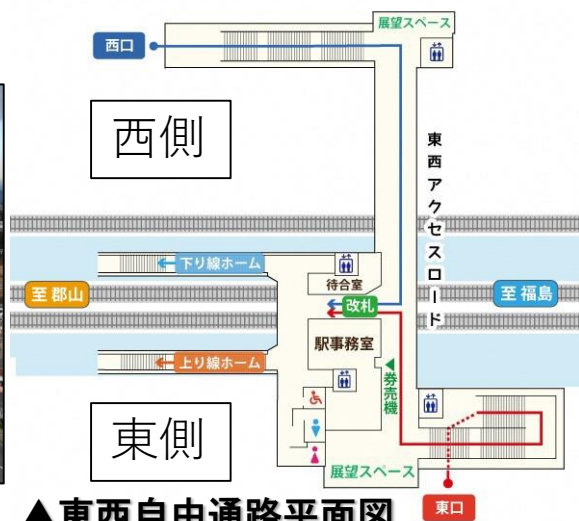 展望スペース
西口
西側
東西アクセスロード
下り線ホーム
待合室
至 郡山
改札
至 福島
駅事務室
上り線ホーム
◀券売機
東側
展望スペース
東口
▲東西自由通路平面図